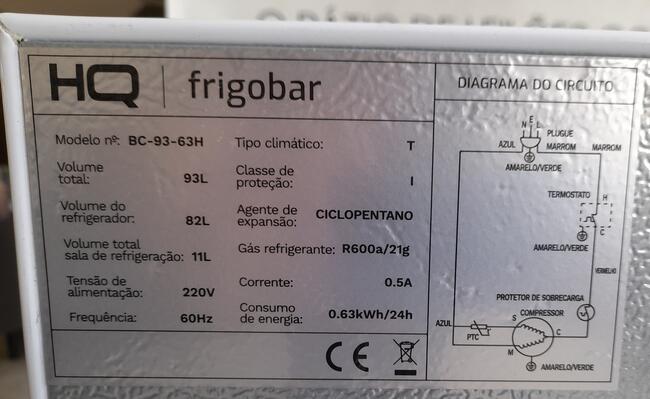 HQ | frigobar
Modelo nº: BC-93-63H
Volume total: 93L
Volume do refrigerador: 82L
Volume total sala de refrigeração: 11L
Tensão de alimentação: 220V
Frequência: 60Hz
Tipo climático: T
Classe de proteção: I
Agente de expansão: CICLOPENTANO
Gás refrigerante: R600a/21g
Corrente: 0.5A
Consumo de energia: 0.63kWh/24h
CE
DIAGRAMA DO CIRCUITO
E
N L
PLUGUE
AZUL MARROM MARROM
AMARELO/VERDE
TERMOSTATO
H
C
AMARELO/VERDE
VERMELHO
PROTETOR DE SOBRECARGA
COMPRESSOR
AZUL
S
C
PTC
M
AMARELO/VERDE